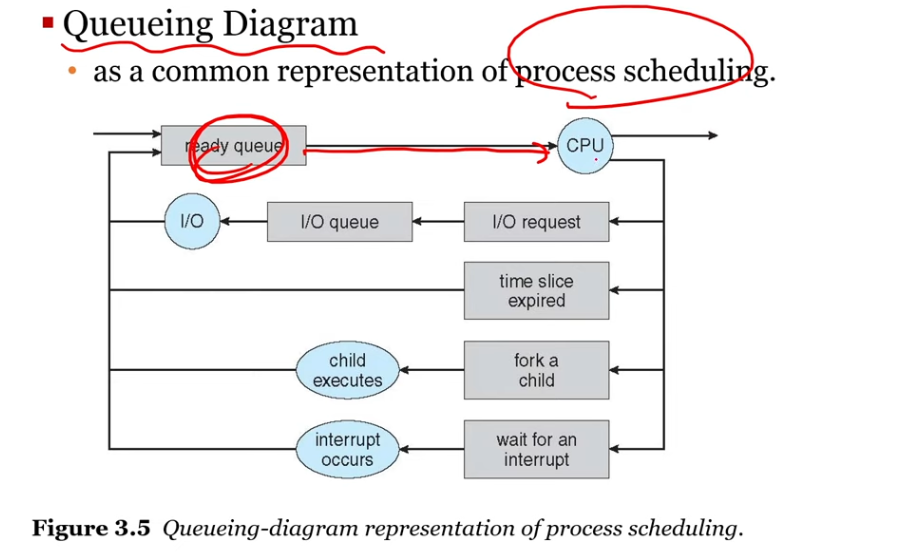 Queueing Diagram
as a common representation of process scheduling.
ready queue
CPU
I/O
I/O queue
I/O request
time slice
expired
child
executes
fork a
child
interrupt
occurs
wait for an
interrupt
Figure 3.5 Queueing-diagram representation of process scheduling.